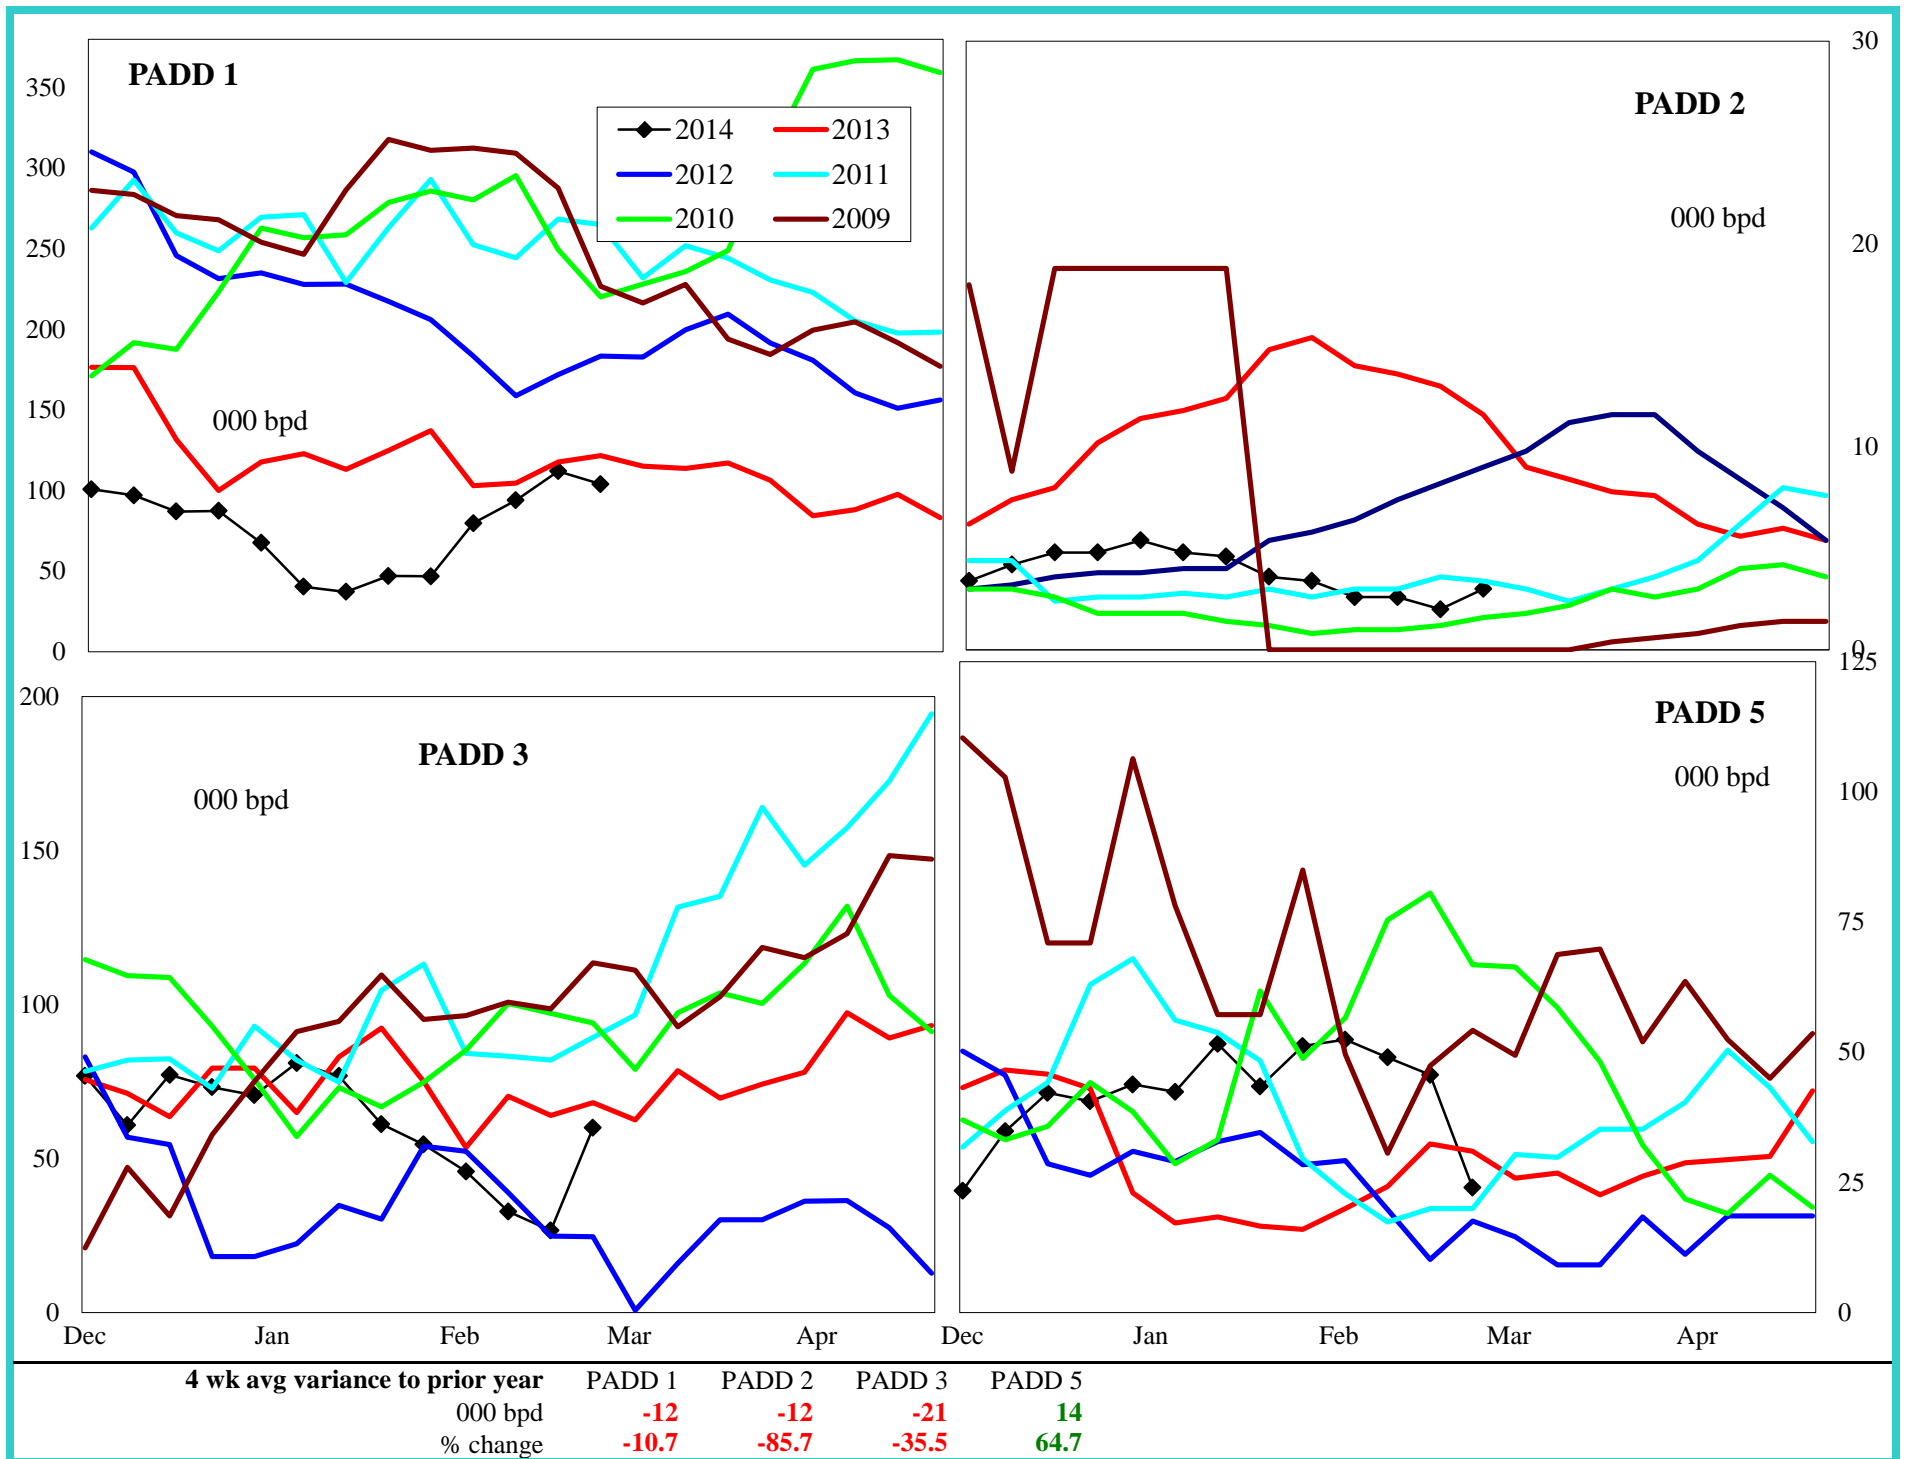 PADD 1
350
300
250
200
150
100
50
0
000 bpd
2014 2013
2012 2011
2010 2009
PADD 2
000 bpd
30
20
10
0
PADD 3
000 bpd
200
150
100
50
0
Dec Jan Feb Mar Apr
PADD 5
000 bpd
125
100
75
50
25
0
Dec Jan Feb Mar Apr
4 wk avg variance to prior year PADD 1 PADD 2 PADD 3 PADD 5
000 bpd -12 -12 -21 14
% change -10.7 -85.7 -35.5 64.7